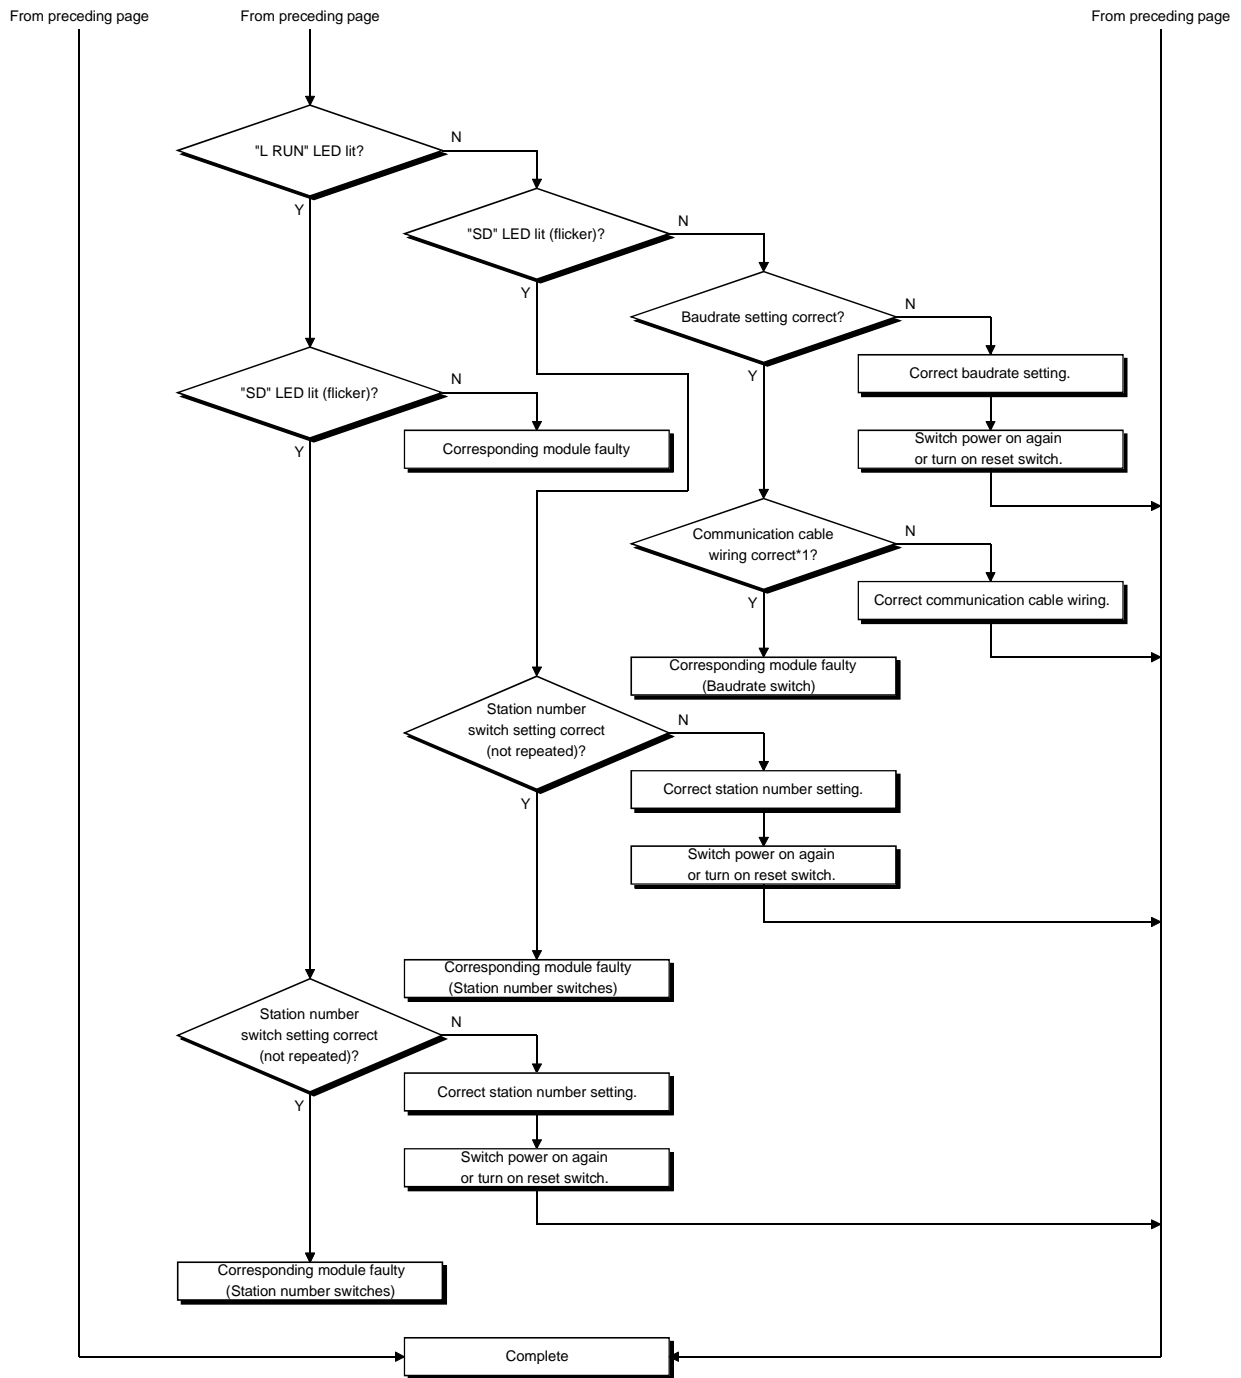 From preceding page
From preceding page
From preceding page
"L RUN" LED lit?
N
Y
"SD" LED lit (flicker)?
N
Y
Baudrate setting correct?
N
Y
Correct baudrate setting.
"SD" LED lit (flicker)?
N
Y
Corresponding module faulty
Switch power on again
or turn on reset switch.
Communication cable
wiring correct*1?
N
Y
Correct communication cable wiring.
Corresponding module faulty
(Baudrate switch)
Station number
switch setting correct
(not repeated)?
N
Y
Correct station number setting.
Switch power on again
or turn on reset switch.
Corresponding module faulty
(Station number switches)
Station number
switch setting correct
(not repeated)?
N
Y
Correct station number setting.
Switch power on again
or turn on reset switch.
Corresponding module faulty
(Station number switches)
Complete